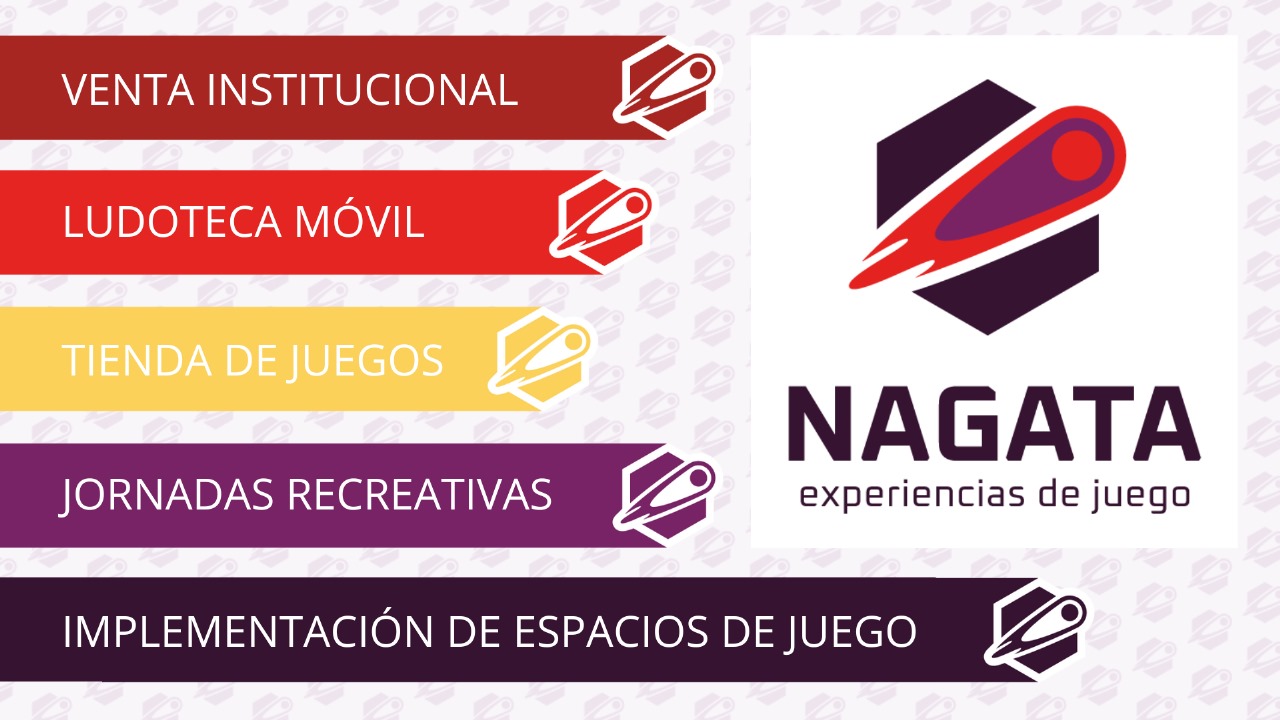 VENTA INSTITUCIONAL
LUDOTECA MÓVIL
TIENDA DE JUEGOS
JORNADAS RECREATIVAS
IMPLEMENTACIÓN DE ESPACIOS DE JUEGO
NAGATA
experiencias de juego